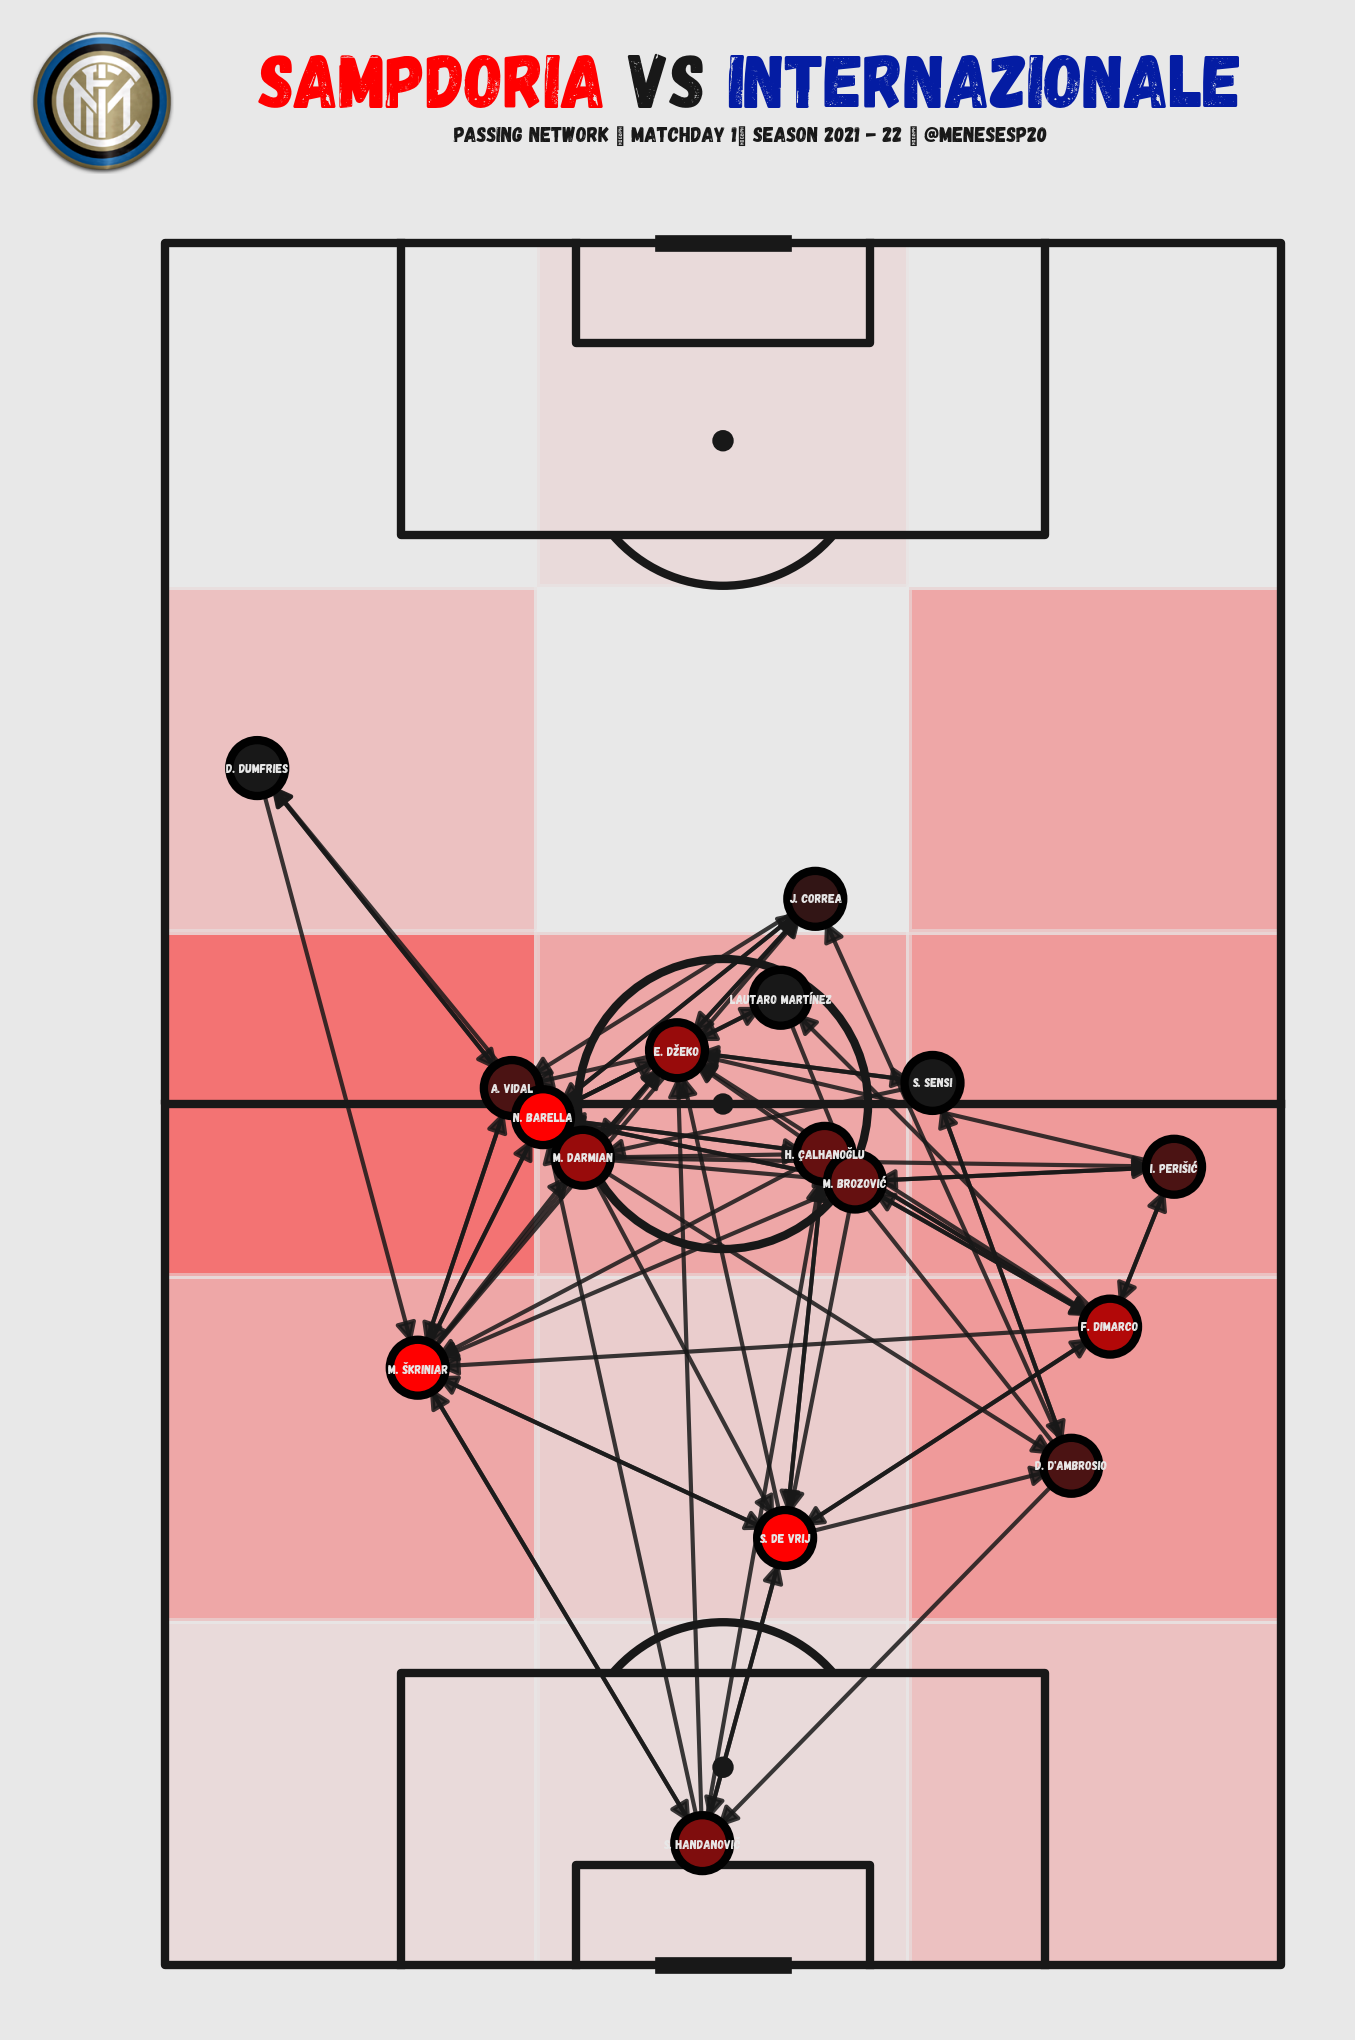 SAMPDORIA VS INTERNAZIONALE
PASSING NETWORK ▯ MATCHDAY 1▯ SEASON 2021 - 22 ▯ @MENESESP20
D. DUMFRIES
J. CORREA
LAUTARO MARTÍNEZ
E. DŽEKO
S. SENSI
A. VIDAL
N. BARELLA
M. DARMIAN
H. ÇALHANOĞLU
I. PERIŠIĆ
M. BROZOVIĆ
F. DIMARCO
M. ŠKRINIAR
D. D'AMBROSIO
S. DE VRIJ
HANDANOVI